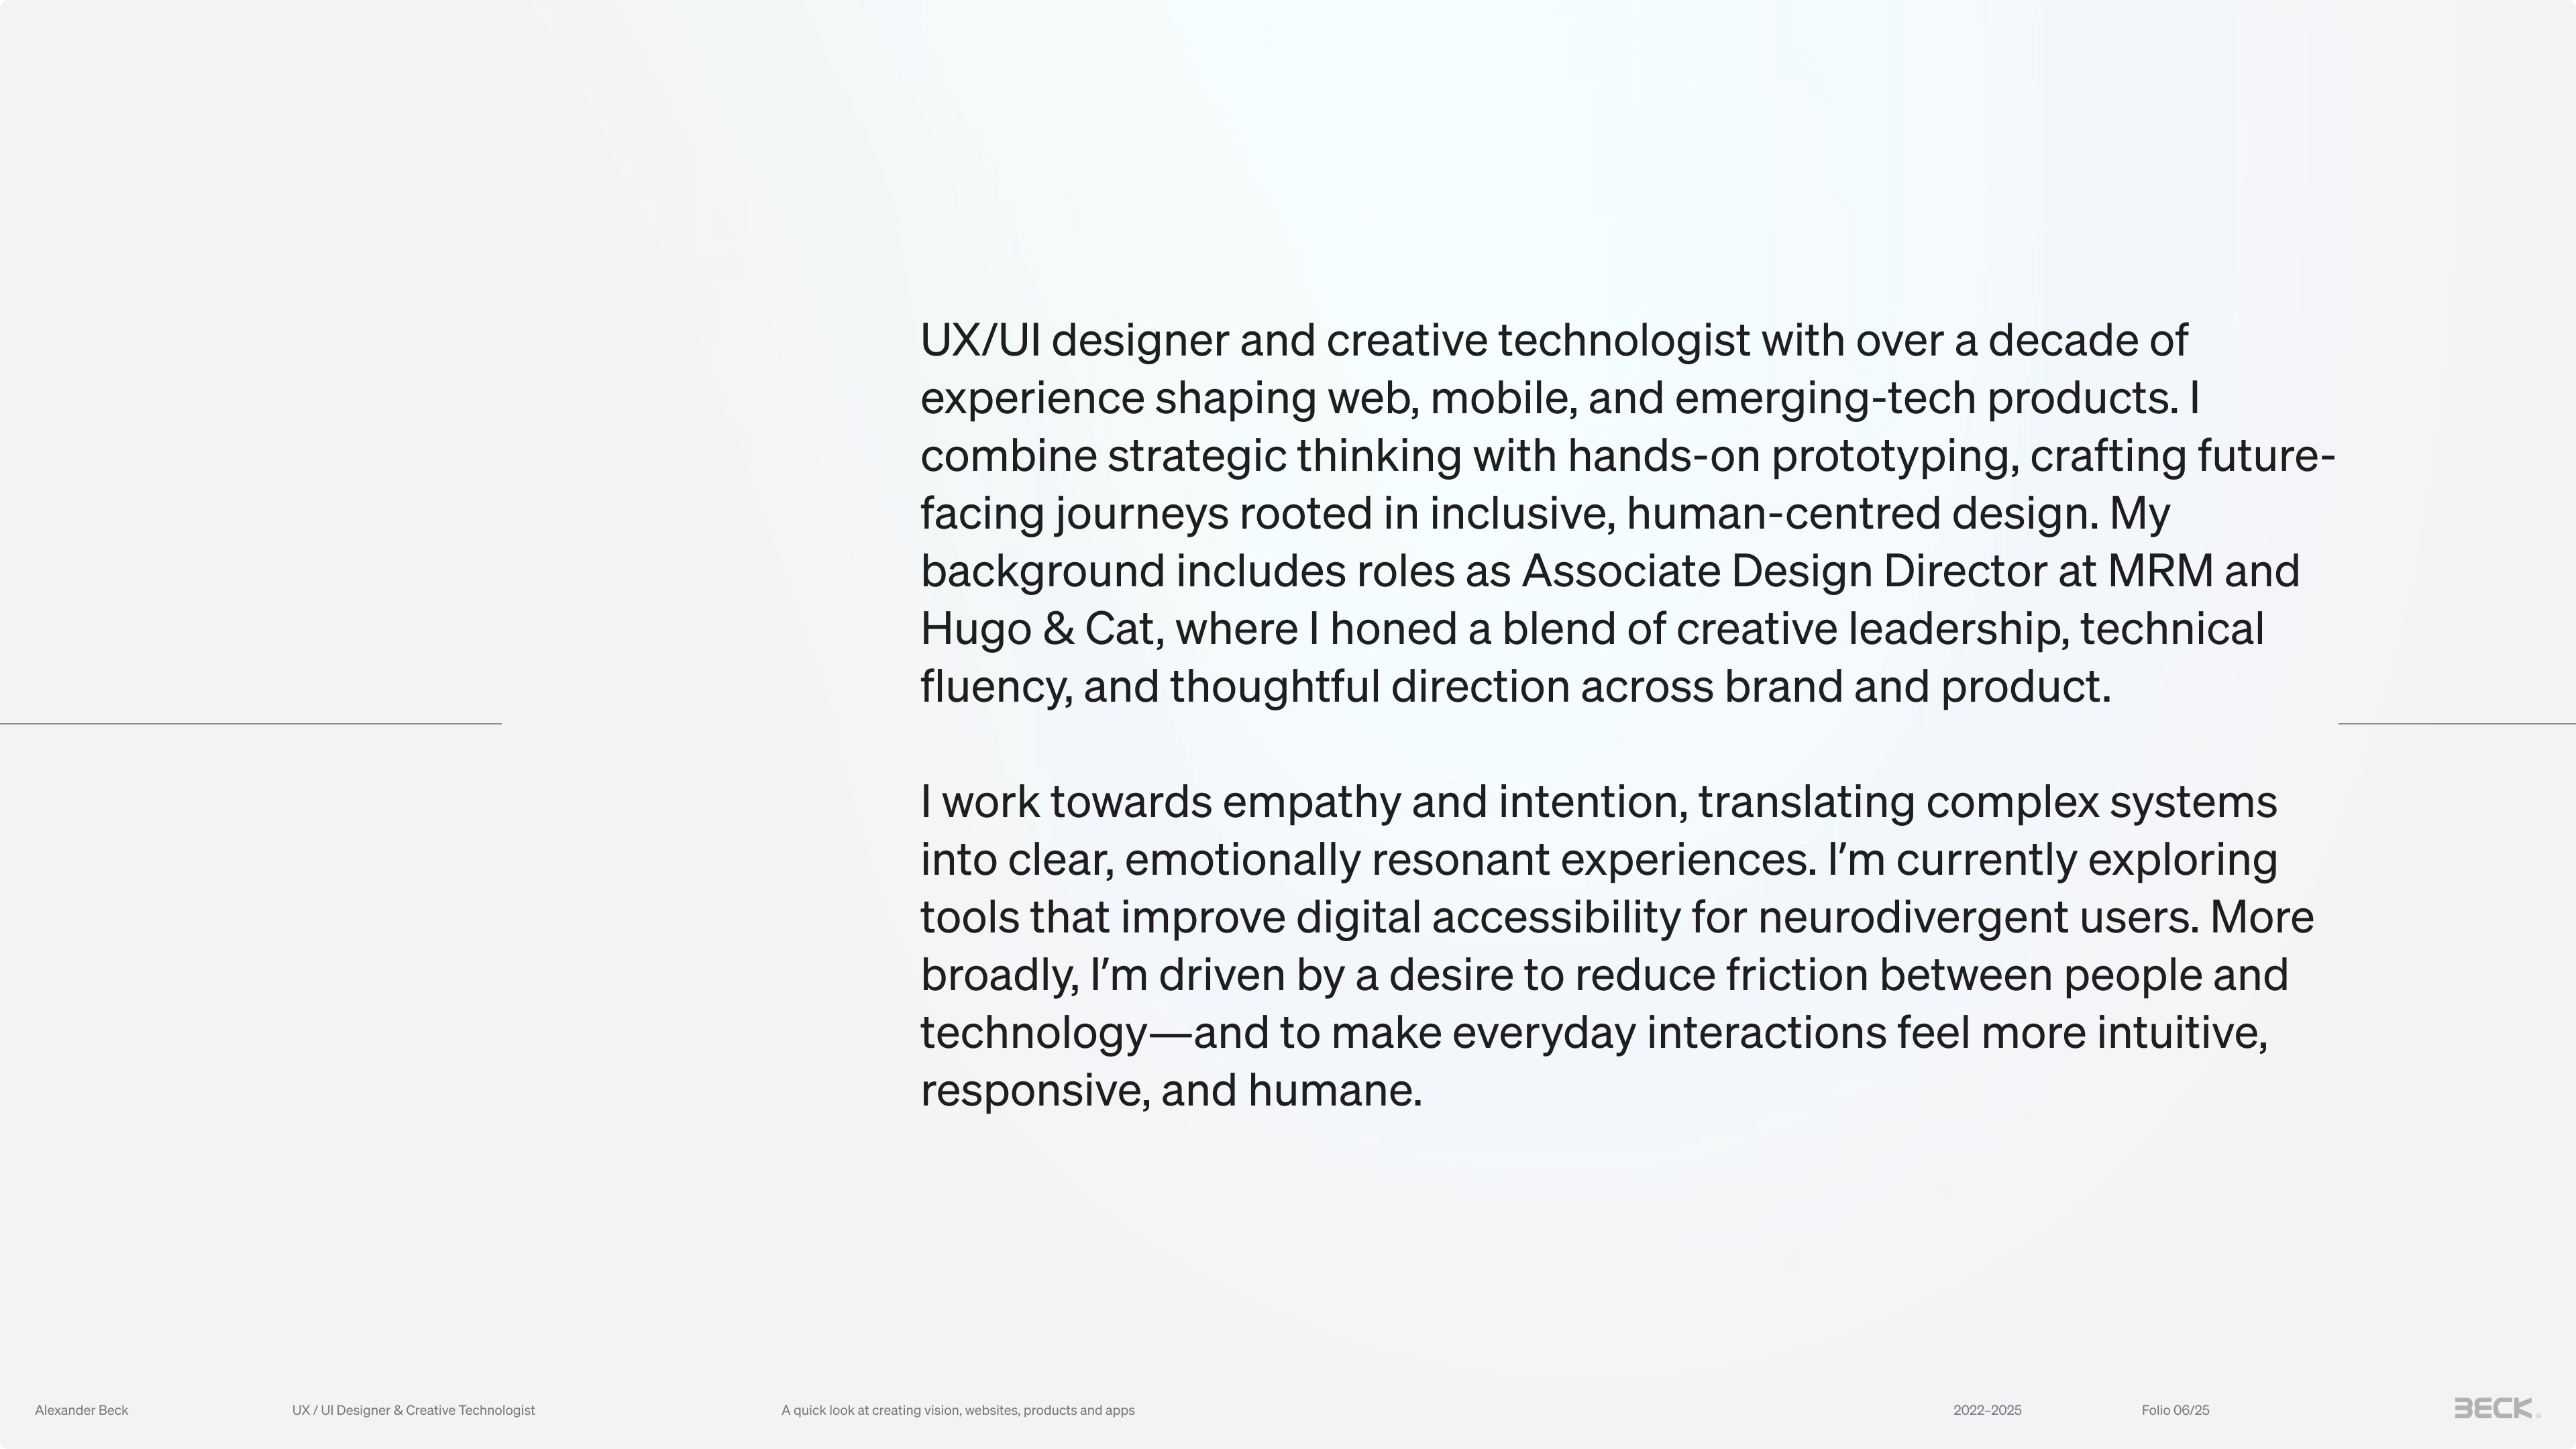 UX/UI designer and creative technologist with over a decade of
experience shaping web, mobile, and emerging-tech products. I
combine strategic thinking with hands-on prototyping, crafting future-
facing journeys rooted in inclusive, human-centred design. My
background includes roles as Associate Design Director at MRM and
Hugo & Cat, where I honed a blend of creative leadership, technical
fluency, and thoughtful direction across brand and product.
I work towards empathy and intention, translating complex systems
into clear, emotionally resonant experiences. I’m currently exploring
tools that improve digital accessibility for neurodivergent users. More
broadly, I’m driven by a desire to reduce friction between people and
technology—and to make everyday interactions feel more intuitive,
responsive, and humane.
Alexander Beck
UX / UI Designer & Creative Technologist
A quick look at creating vision, websites, products and apps
2022–2025
Folio 06/25
BECK